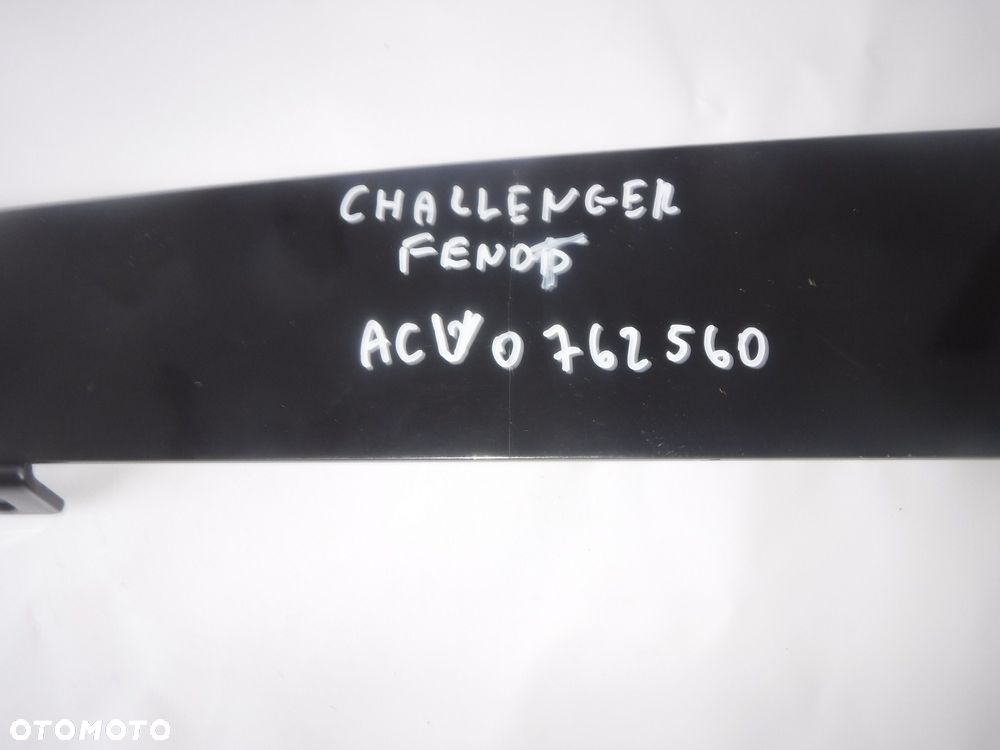 CHALLENGER
FENDT
ACV0762560
OTOMOTO